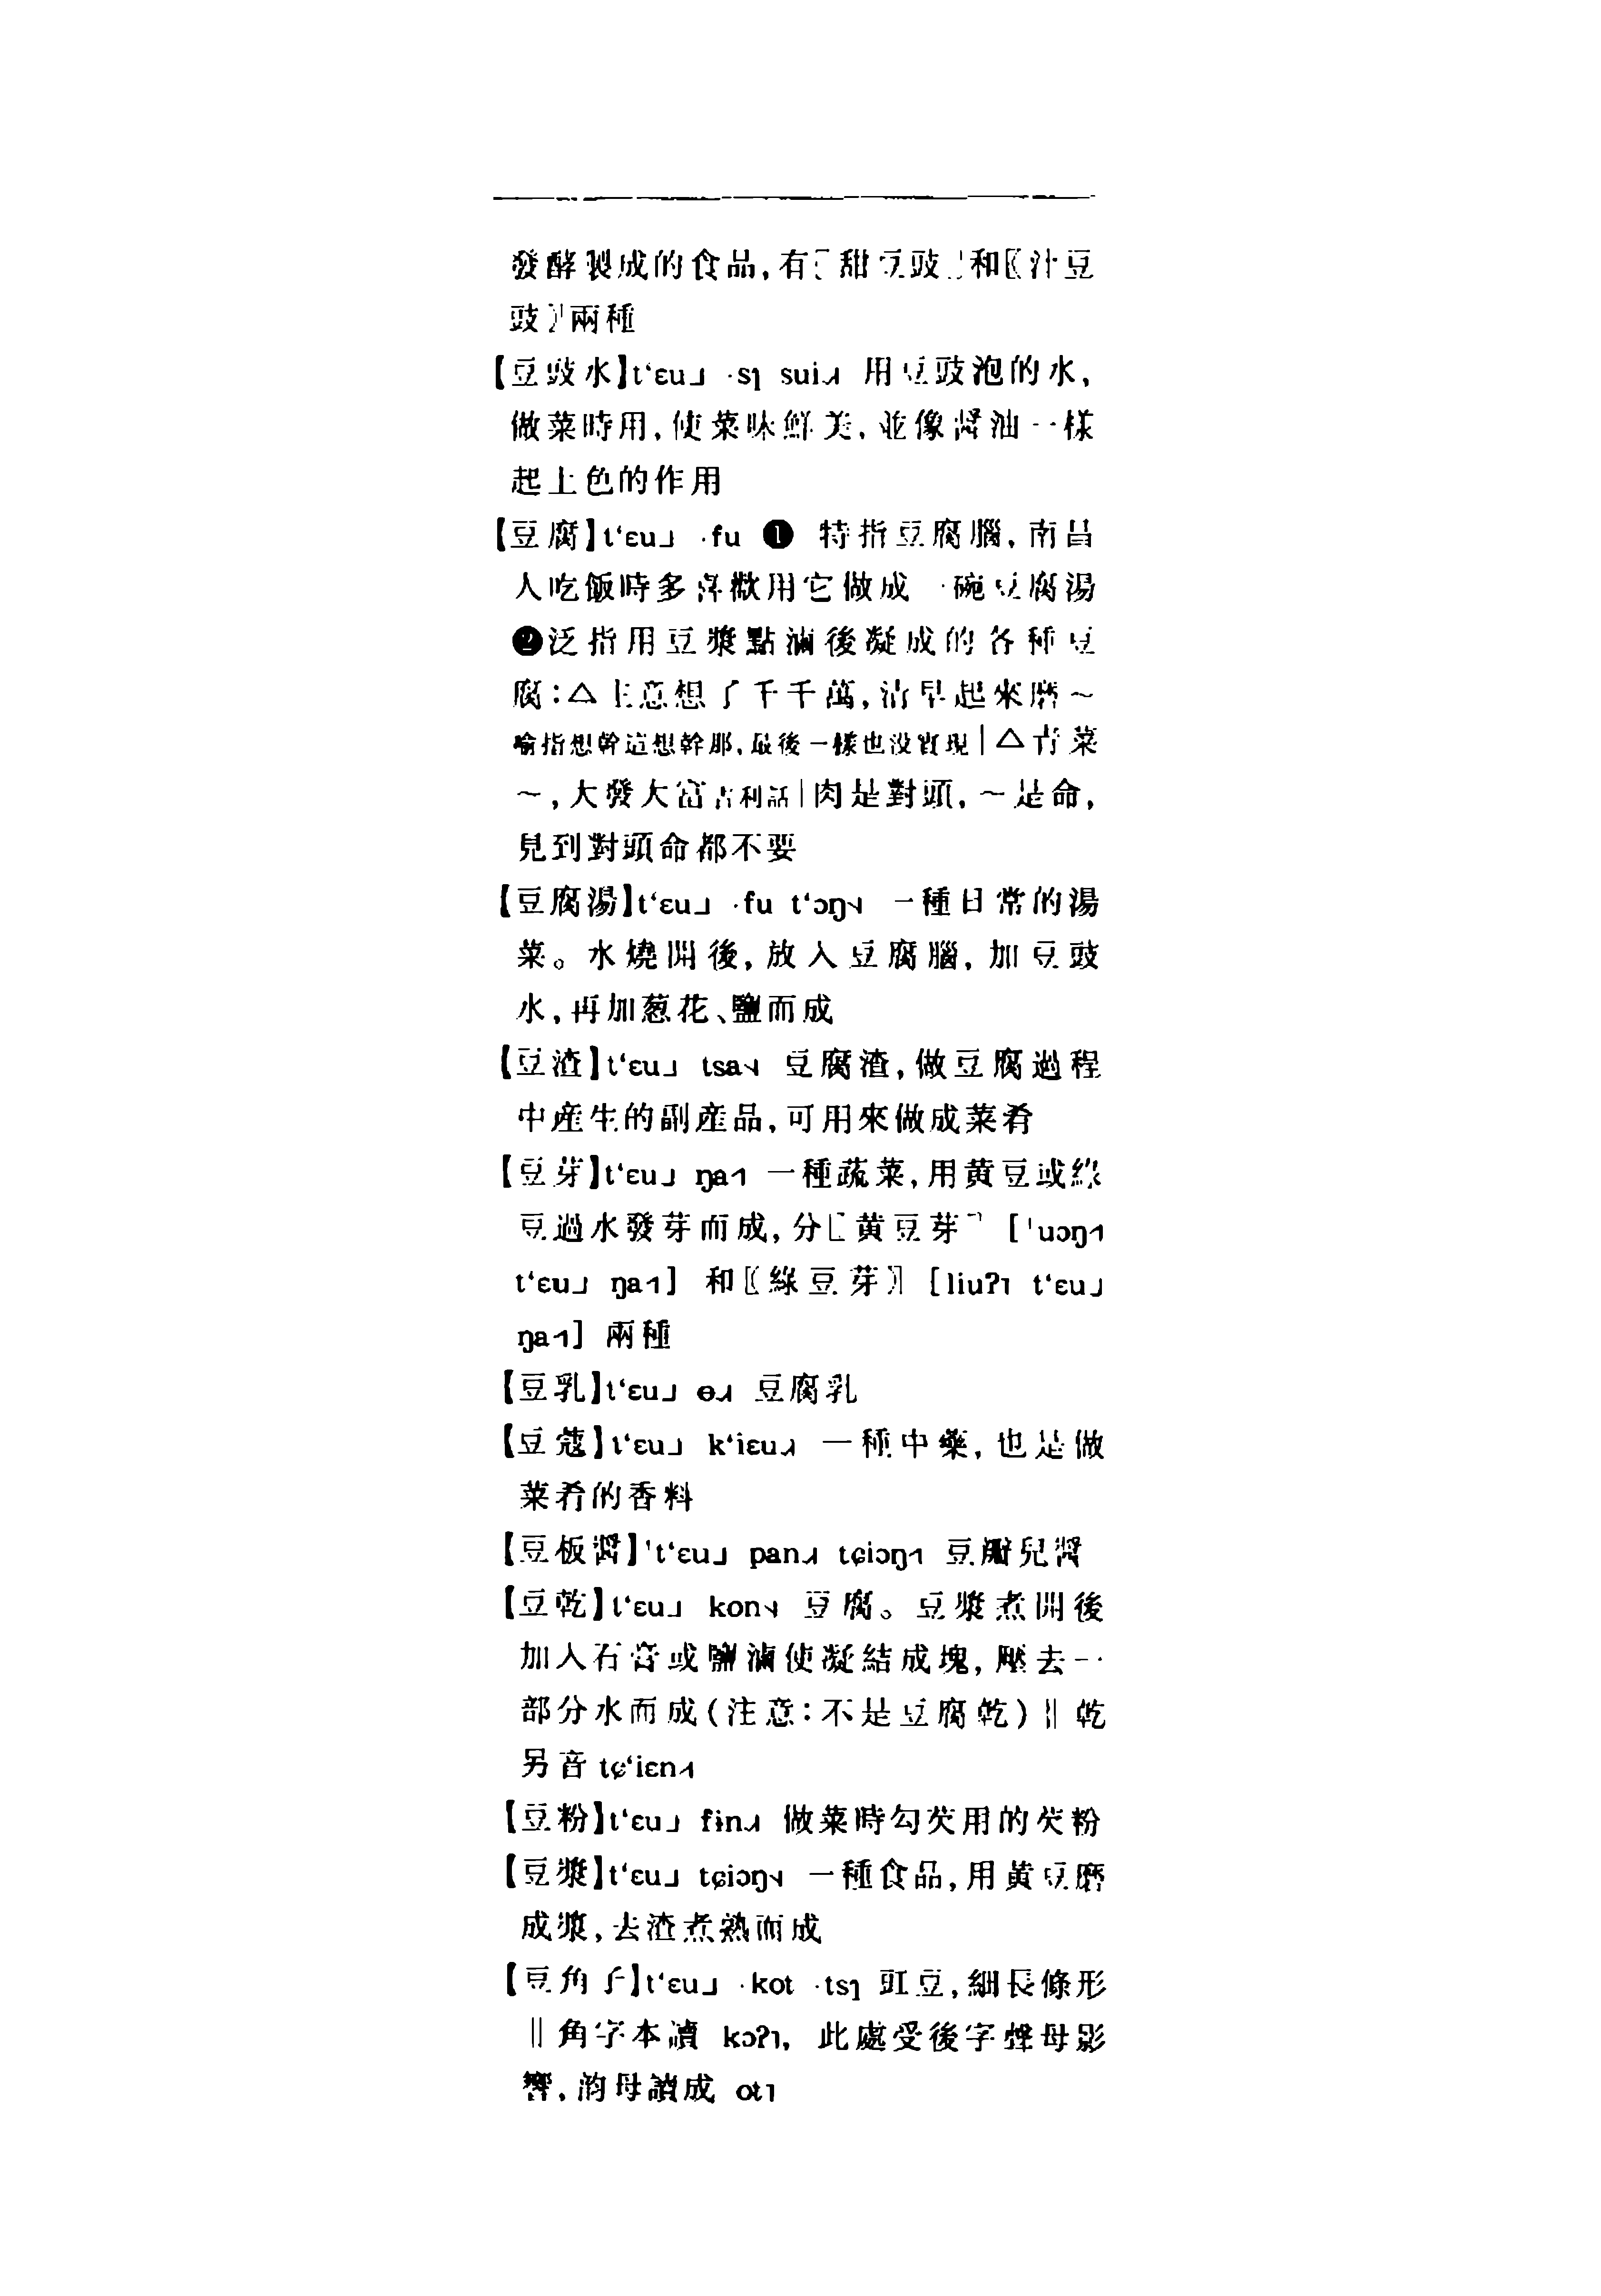 發酵製成的食品,有〖甜豆豉〗和〖汁豆
豉〗兩種
【豆豉水】t‘ɛu˩ ·sɿ sui˨˩˧ 用豆豉泡的水,
做菜時用,使菜味鮮美,並像醬油一樣
起上色的作用
【豆腐】t‘ɛu˩ ·fu ❶ 特指豆腐腦,南昌
人吃飯時多喜歡用它做成一碗豆腐湯
❷泛指用豆漿點滷後凝成的各種豆
腐:△主意想了千千萬,清早起來磨~
喻指想幹這想幹那,最後一樣也没實現|△青菜
~,大發大富吉利話|肉是對頭,~是命,
見到對頭命都不要
【豆腐湯】t‘ɛu˩ ·fu t‘ɔŋ˧˨ 一種日常的湯
菜。水燒開後,放入豆腐腦,加豆豉
水,再加葱花、鹽而成
【豆渣】t‘ɛu˩ tsa˧˨ 豆腐渣,做豆腐過程
中産生的副産品,可用來做成菜肴
【豆芽】t‘ɛu˩ ŋa˧˥ 一種蔬菜,用黄豆或綠
豆過水發芽而成,分〖黄豆芽〗[ˈuɔŋ˧˥
t‘ɛu˩ ŋa˧˥] 和〖綠豆芽〗[liuʔ˥ t‘ɛu˩
ŋa˧˥] 兩種
【豆乳】t‘ɛu˩ ɵ˨˩˧ 豆腐乳
【豆蔻】t‘ɛu˩ k‘iɛu˨˩˧ 一種中藥,也是做
菜肴的香料
【豆板醬】ˈt‘ɛu˩ pan˨˩˧ tɕiɔŋ˧˥ 豆瓣兒醬
【豆乾】t‘ɛu˩ kon˧˨ 豆腐。豆漿煮開後
加入石膏或鹽滷使凝結成塊,壓去一
部分水而成(注意:不是豆腐乾)‖乾
另音 tɕ‘iɛn˨˦
【豆粉】t‘ɛu˩ fɨn˨˩˧ 做菜時勾芡用的芡粉
【豆漿】t‘ɛu˩ tɕiɔŋ˧˨ 一種食品,用黄豆磨
成漿,去渣煮熟而成
【豆角子】t‘ɛu˩ ·kot ·tsɿ 豇豆,細長條形
‖角字本讀 kɔʔ˥, 此處受後字聲母影
響,韵母讀成 ot˥